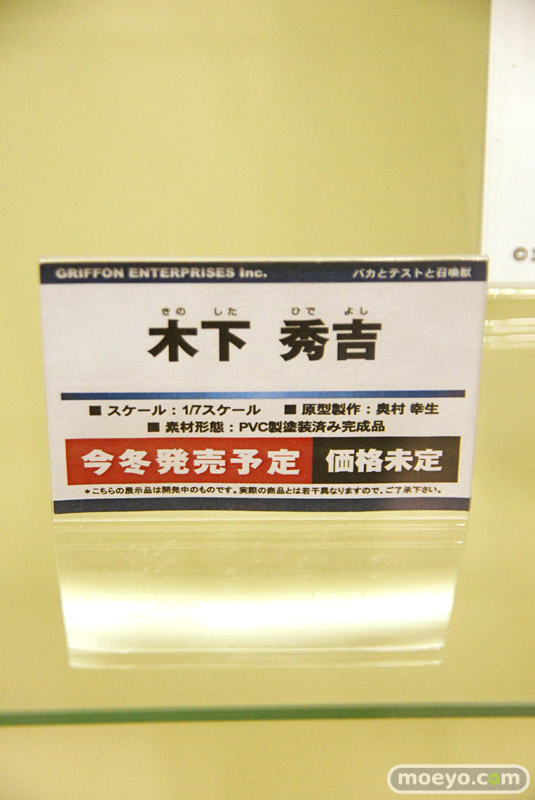 GRIFFON ENTERPRISES Inc. バカとテストと召喚獣
きの した ひで よし
木下 秀吉
■ スケール：1/7スケール ■ 原型製作：奥村 幸生
■ 素材形態：PVC製塗装済み完成品
今冬発売予定 価格未定
＊こちらの展示品は開発中のものです。実際の商品とは若干異なりますので、ご了承下さい。
©
moeyo.com